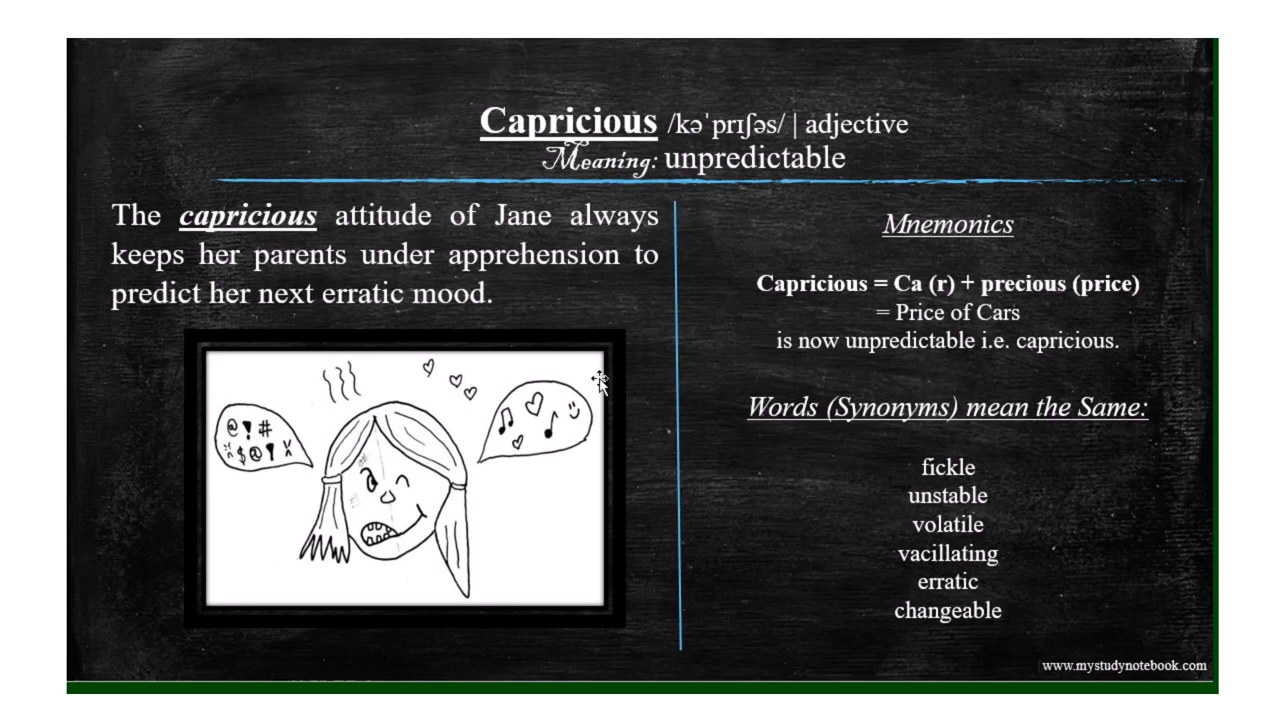 Capricious /kəˈprɪʃəs/ | adjective
Meaning: unpredictable
The capricious attitude of Jane always
keeps her parents under apprehension to
predict her next erratic mood.
@!#
$@!
Mnemonics
Capricious = Ca (r) + precious (price)
= Price of Cars
is now unpredictable i.e. capricious.
Words (Synonyms) mean the Same:
fickle
unstable
volatile
vacillating
erratic
changeable
www.mystudynotebook.com